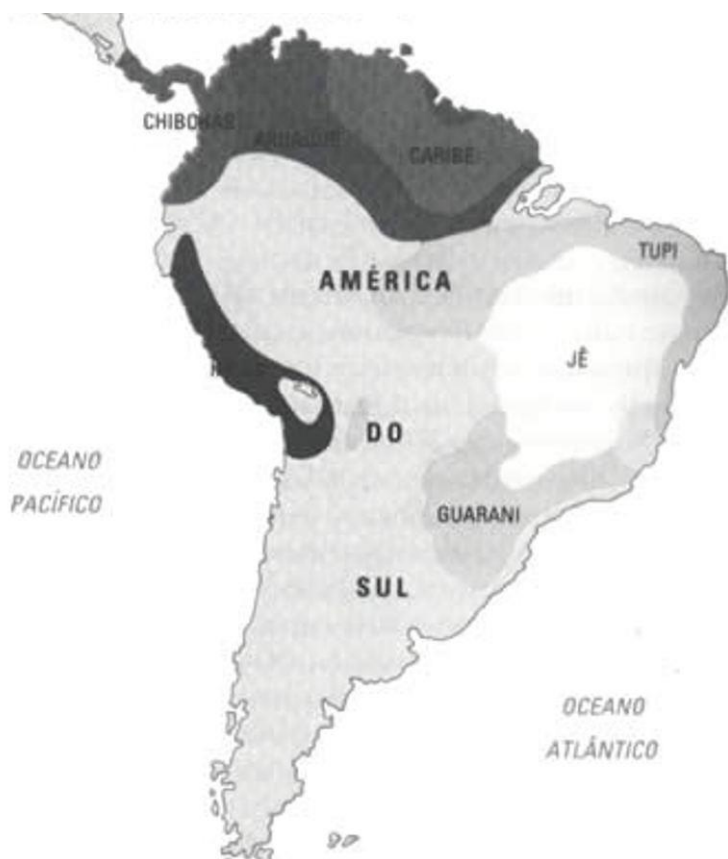 CHIBCHAS
ARUAQUE
CARIBE
TUPI
AMÉRICA
JÊ
DO
OCEANO
PACÍFICO
GUARANI
SUL
OCEANO
ATLÂNTICO